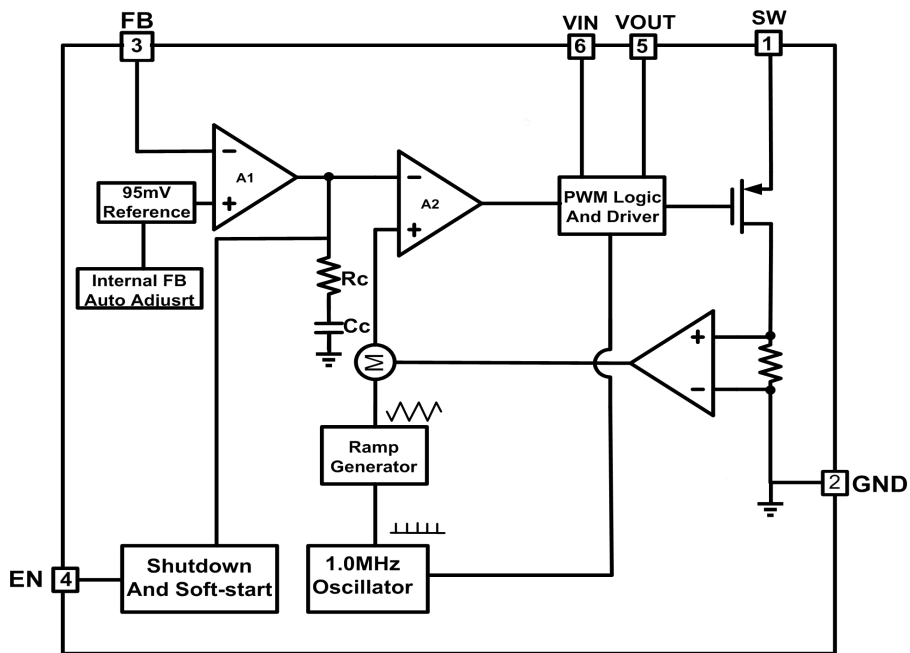 FB
3
VIN
6
VOUT
5
SW
1
−
A1
+
95mV
Reference
Internal FB
Auto Adjusrt
−
A2
+
PWM Logic
And Driver
Rc
Cc
M
+
−
Ramp
Generator
2
GND
EN
4
Shutdown
And Soft-start
1.0MHz
Oscillator